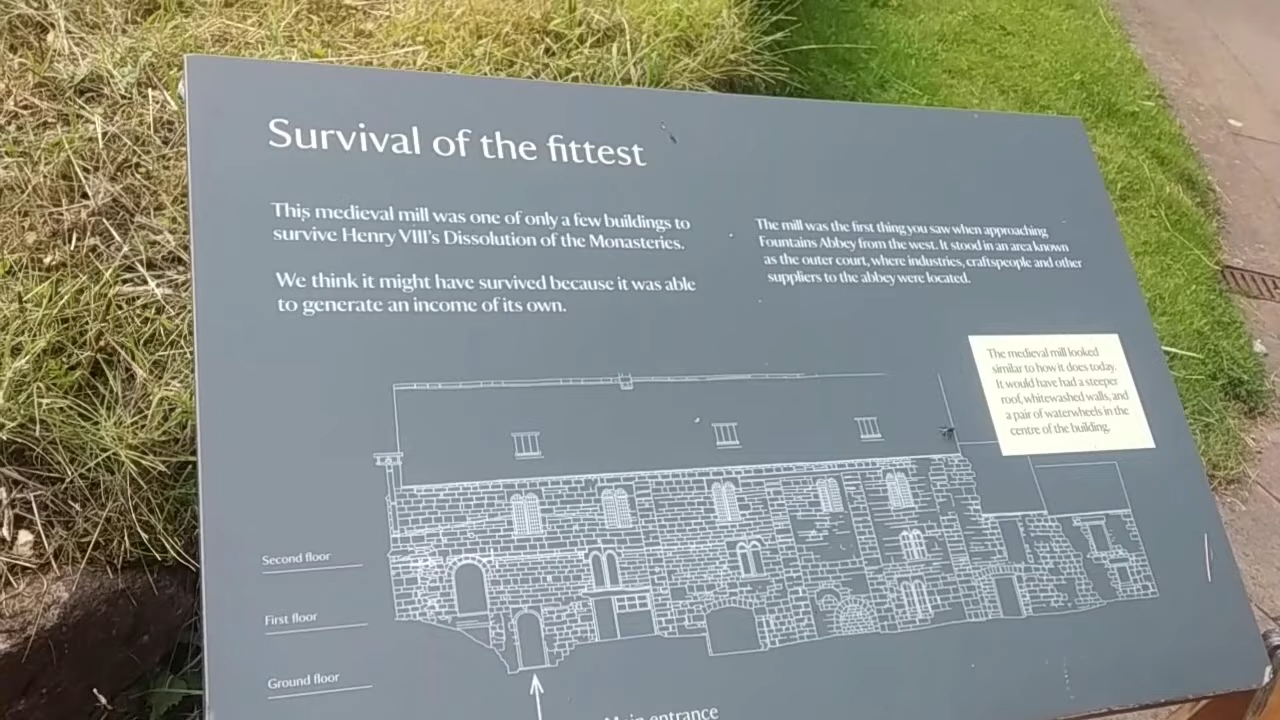 Survival of the fittest
This medieval mill was one of only a few buildings to
survive Henry VIII's Dissolution of the Monasteries.
We think it might have survived because it was able
to generate an income of its own.
The mill was the first thing you saw when approaching
Fountains Abbey from the west. It stood in an area known
as the outer court, where industries, craftspeople and other
suppliers to the abbey were located.
The medieval mill looked
similar to how it does today.
It would have had a steeper
roof, whitewashed walls, and
a pair of waterwheels in the
centre of the building.
Second floor
First floor
Ground floor
Main entrance